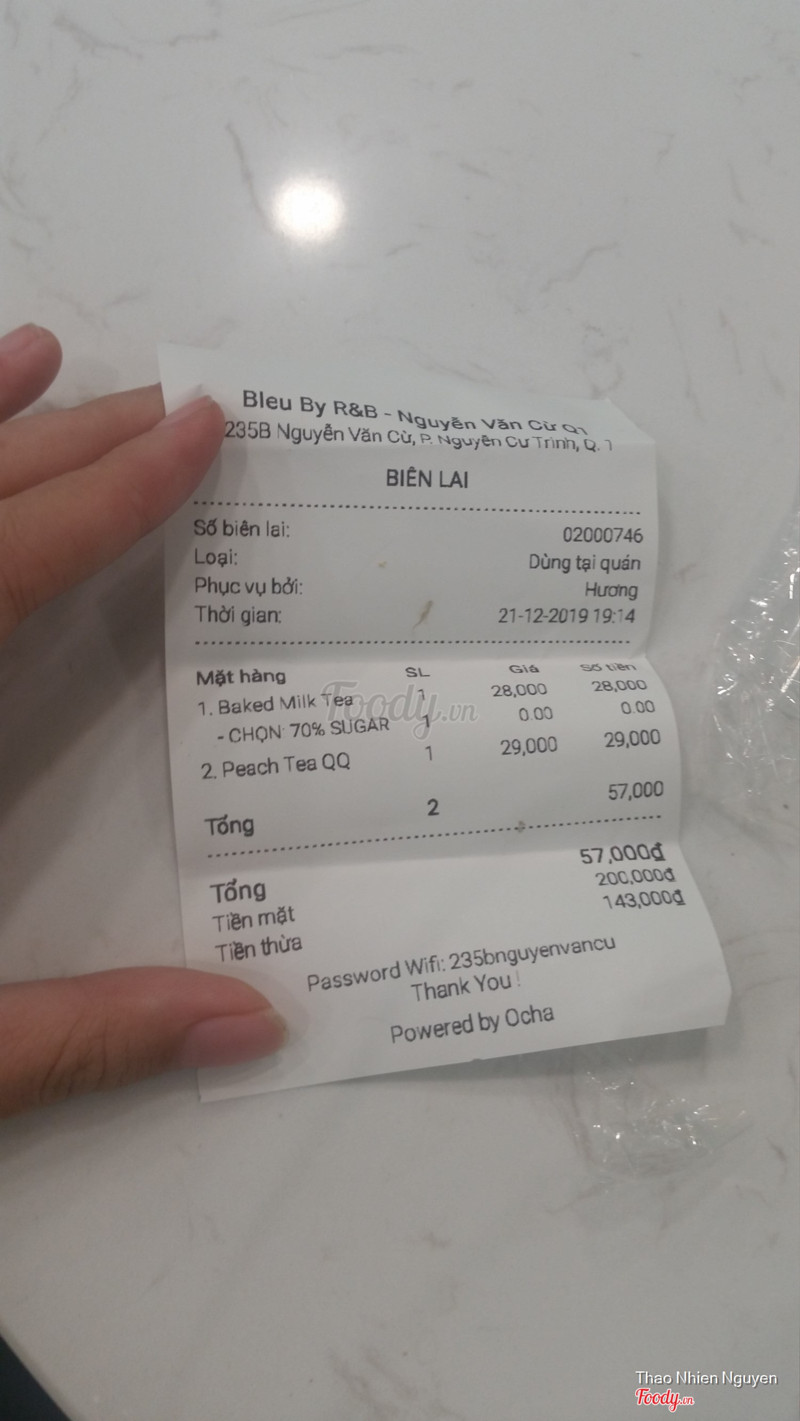 Bleu By R&B - Nguyễn Văn Cừ Q1
235B Nguyễn Văn Cừ, P. Nguyễn Cư Trinh, Q. 1
BIÊN LAI
Số biên lai: 02000746
Loại: Dùng tại quán
Phục vụ bởi: Hương
Thời gian: 21-12-2019 19:14
Mặt hàng SL Giá Số tiền
1. Baked Milk Tea 1 28,000 28,000
- CHỌN: 70% SUGAR 1 0.00 0.00
2. Peach Tea QQ 1 29,000 29,000
Tổng 2 57,000
Tổng 57,000đ
Tiền mặt 200,000đ
Tiền thừa 143,000đ
Password Wifi: 235bnguyenvancu
Thank You !
Powered by Ocha
Foody.vn
Thao Nhien Nguyen
Foody.vn